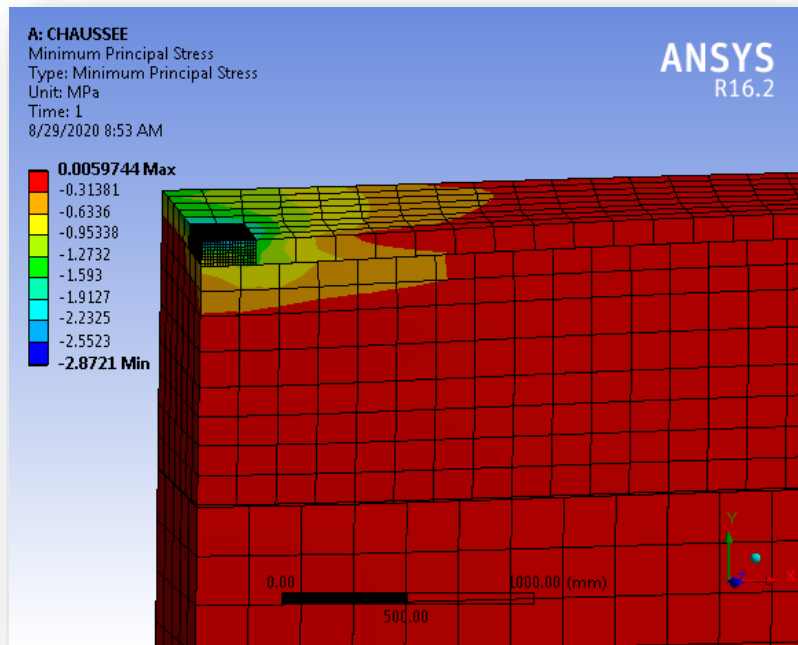 A: CHAUSSEE
Minimum Principal Stress
Type: Minimum Principal Stress
Unit: MPa
Time: 1
8/29/2020 8:53 AM
ANSYS
R16.2
0.0059744 Max
-0.31381
-0.6336
-0.95338
-1.2732
-1.593
-1.9127
-2.2325
-2.5523
-2.8721 Min
Y
Z
X
0.00
1000.00 (mm)
500.00